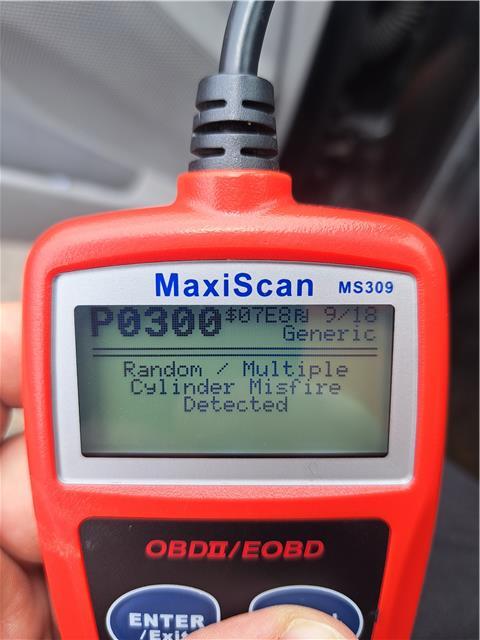 MaxiScan MS309
P0300 $07E8 9/18
Generic
Random / Multiple
Cylinder Misfire
Detected
OBDII/EOBD
ENTER
/Exit